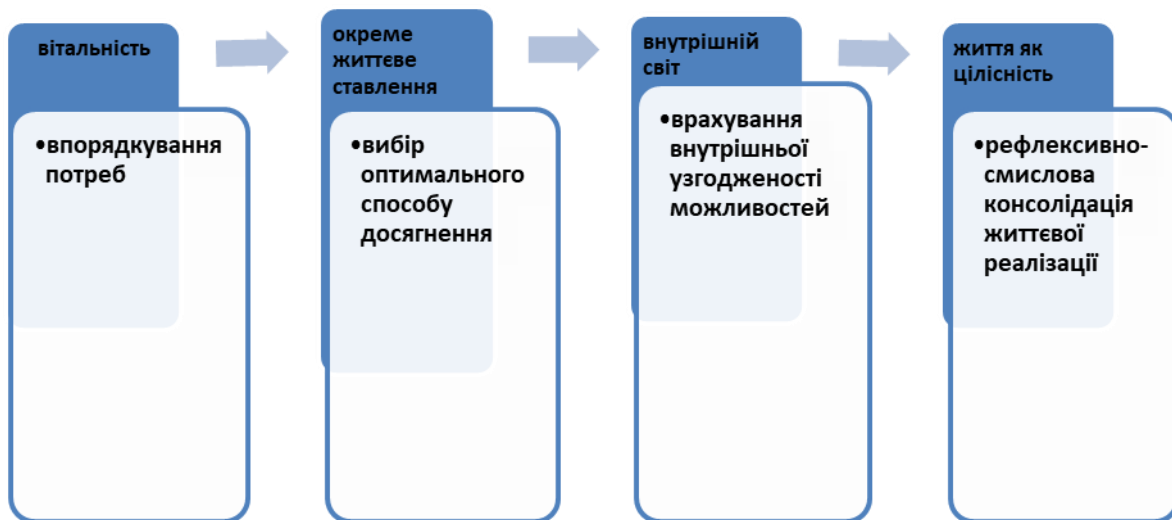 вітальність
•впорядкування
потреб
окреме
життєве
ставлення
•вибір
оптимального
способу
досягнення
внутрішній
світ
•врахування
внутрішньої
узгодженості
можливостей
життя як
цілісність
•рефлексивно-
смислова
консолідація
життєвої
реалізації